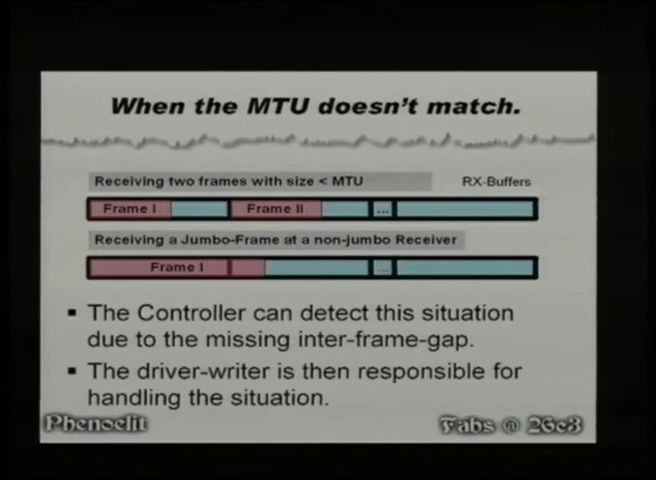 When the MTU doesn't match.
Receiving two frames with size < MTU
RX-Buffers
Frame I
Frame II
...
Receiving a Jumbo-Frame at a non-jumbo Receiver
Frame I
...
▪ The Controller can detect this situation
due to the missing inter-frame-gap.
▪ The driver-writer is then responsible for
handling the situation.
Phenoelit
Fabs @ 26c3